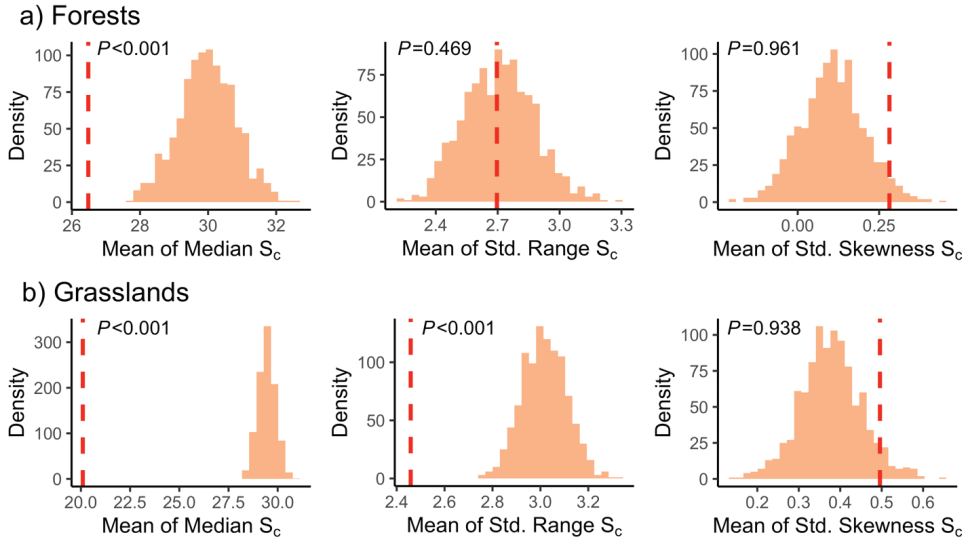 a) Forests
P<0.001
P=0.469
P=0.961
Density
100
75
50
25
0
26
28
30
32
Mean of Median Sc
Density
75
50
25
0
2.4
2.7
3.0
3.3
Mean of Std. Range Sc
Density
100
75
50
25
0
0.00
0.25
Mean of Std. Skewness Sc
b) Grasslands
P<0.001
P<0.001
P=0.938
Density
300
200
100
0
20.0
22.5
25.0
27.5
30.0
Mean of Median Sc
Density
100
50
0
2.4
2.6
2.8
3.0
3.2
Mean of Std. Range Sc
Density
100
75
50
25
0
0.2
0.3
0.4
0.5
0.6
Mean of Std. Skewness Sc